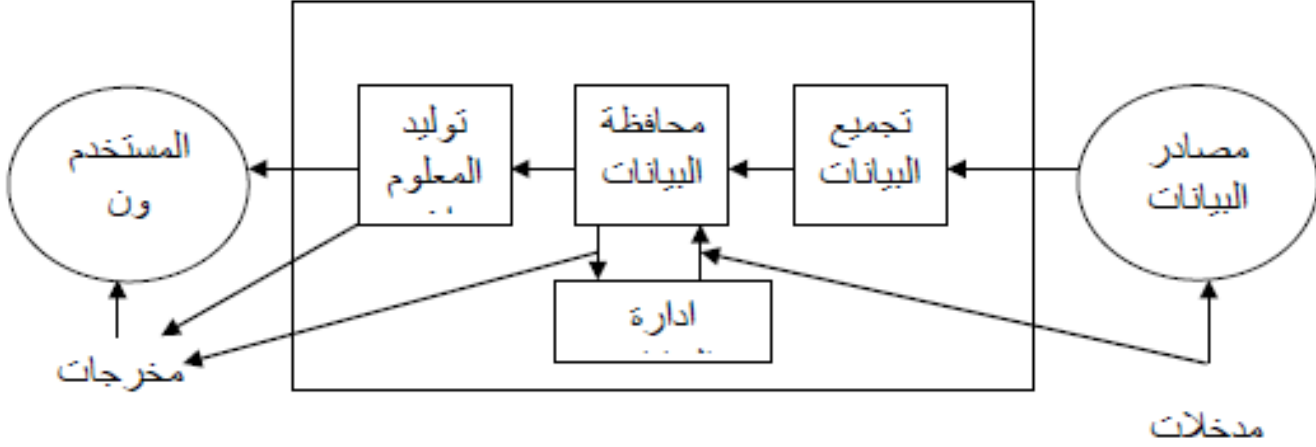 مصادر
البيانات
تجميع
البيانات
محافظة
البيانات
توليد
المعلوم
المستخدم
ون
ادارة
مخرجات
مدخلات